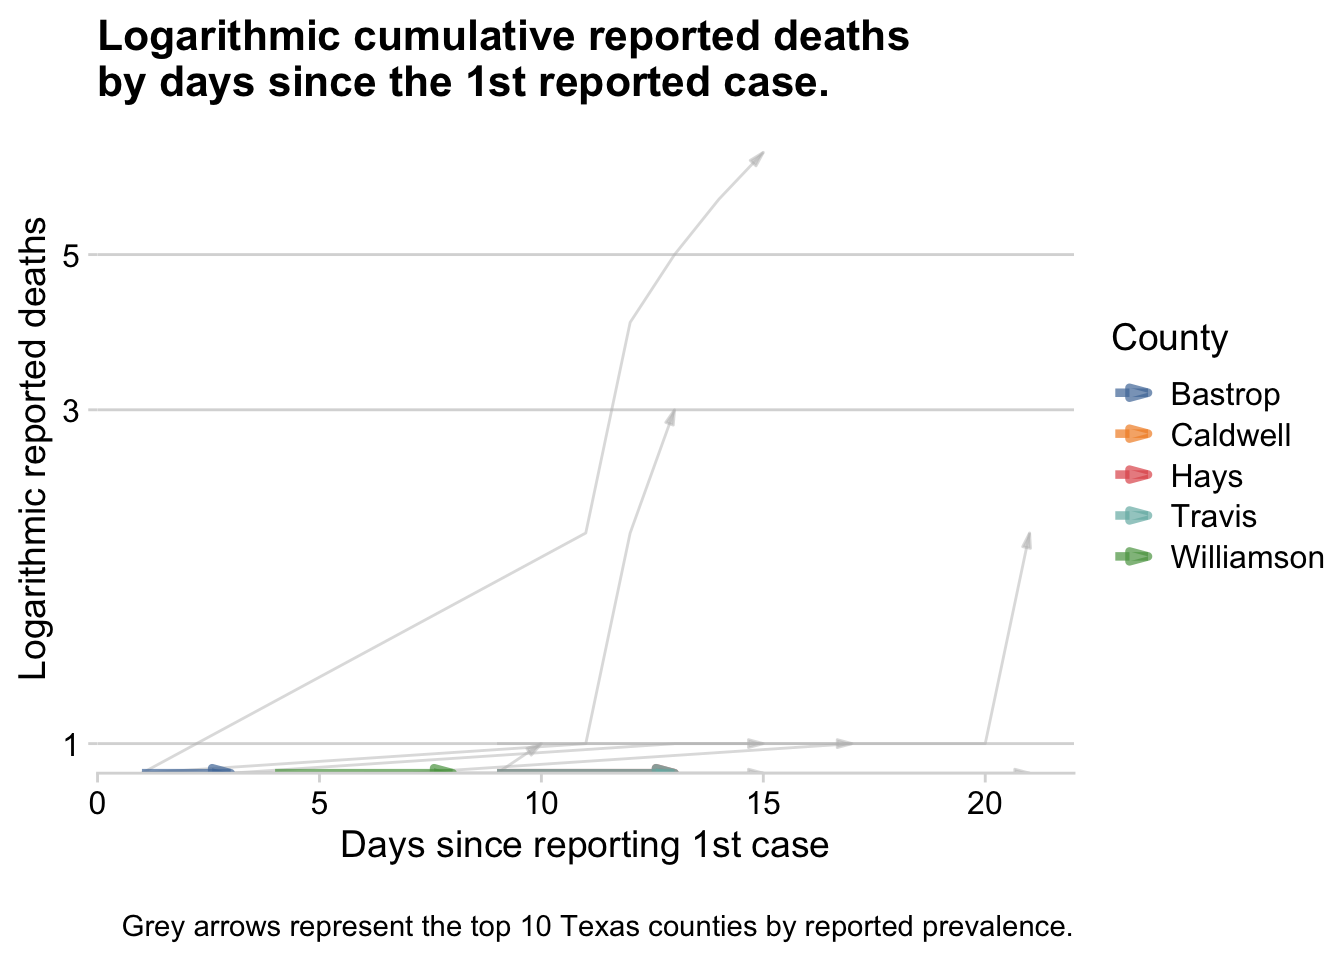 Logarithmic cumulative reported deaths
by days since the 1st reported case.
Logarithmic reported deaths
5
3
1
0
5
10
15
20
Days since reporting 1st case
County
Bastrop
Caldwell
Hays
Travis
Williamson
Grey arrows represent the top 10 Texas counties by reported prevalence.